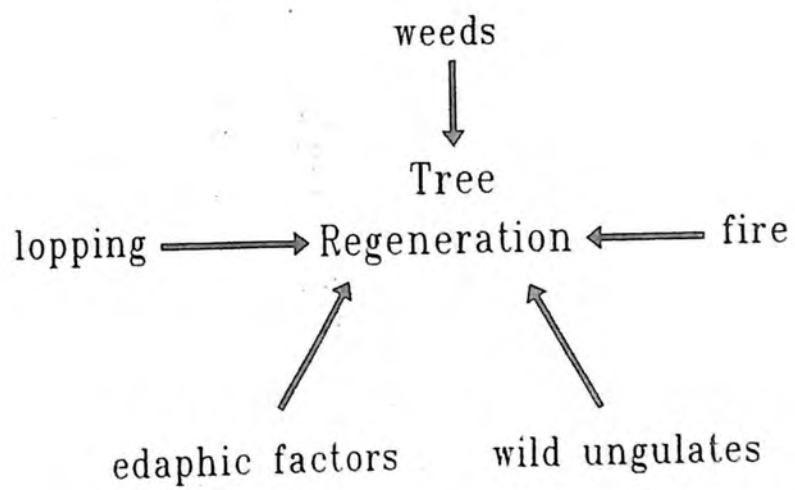 weeds
Tree
lopping Regeneration fire
edaphic factors wild ungulates